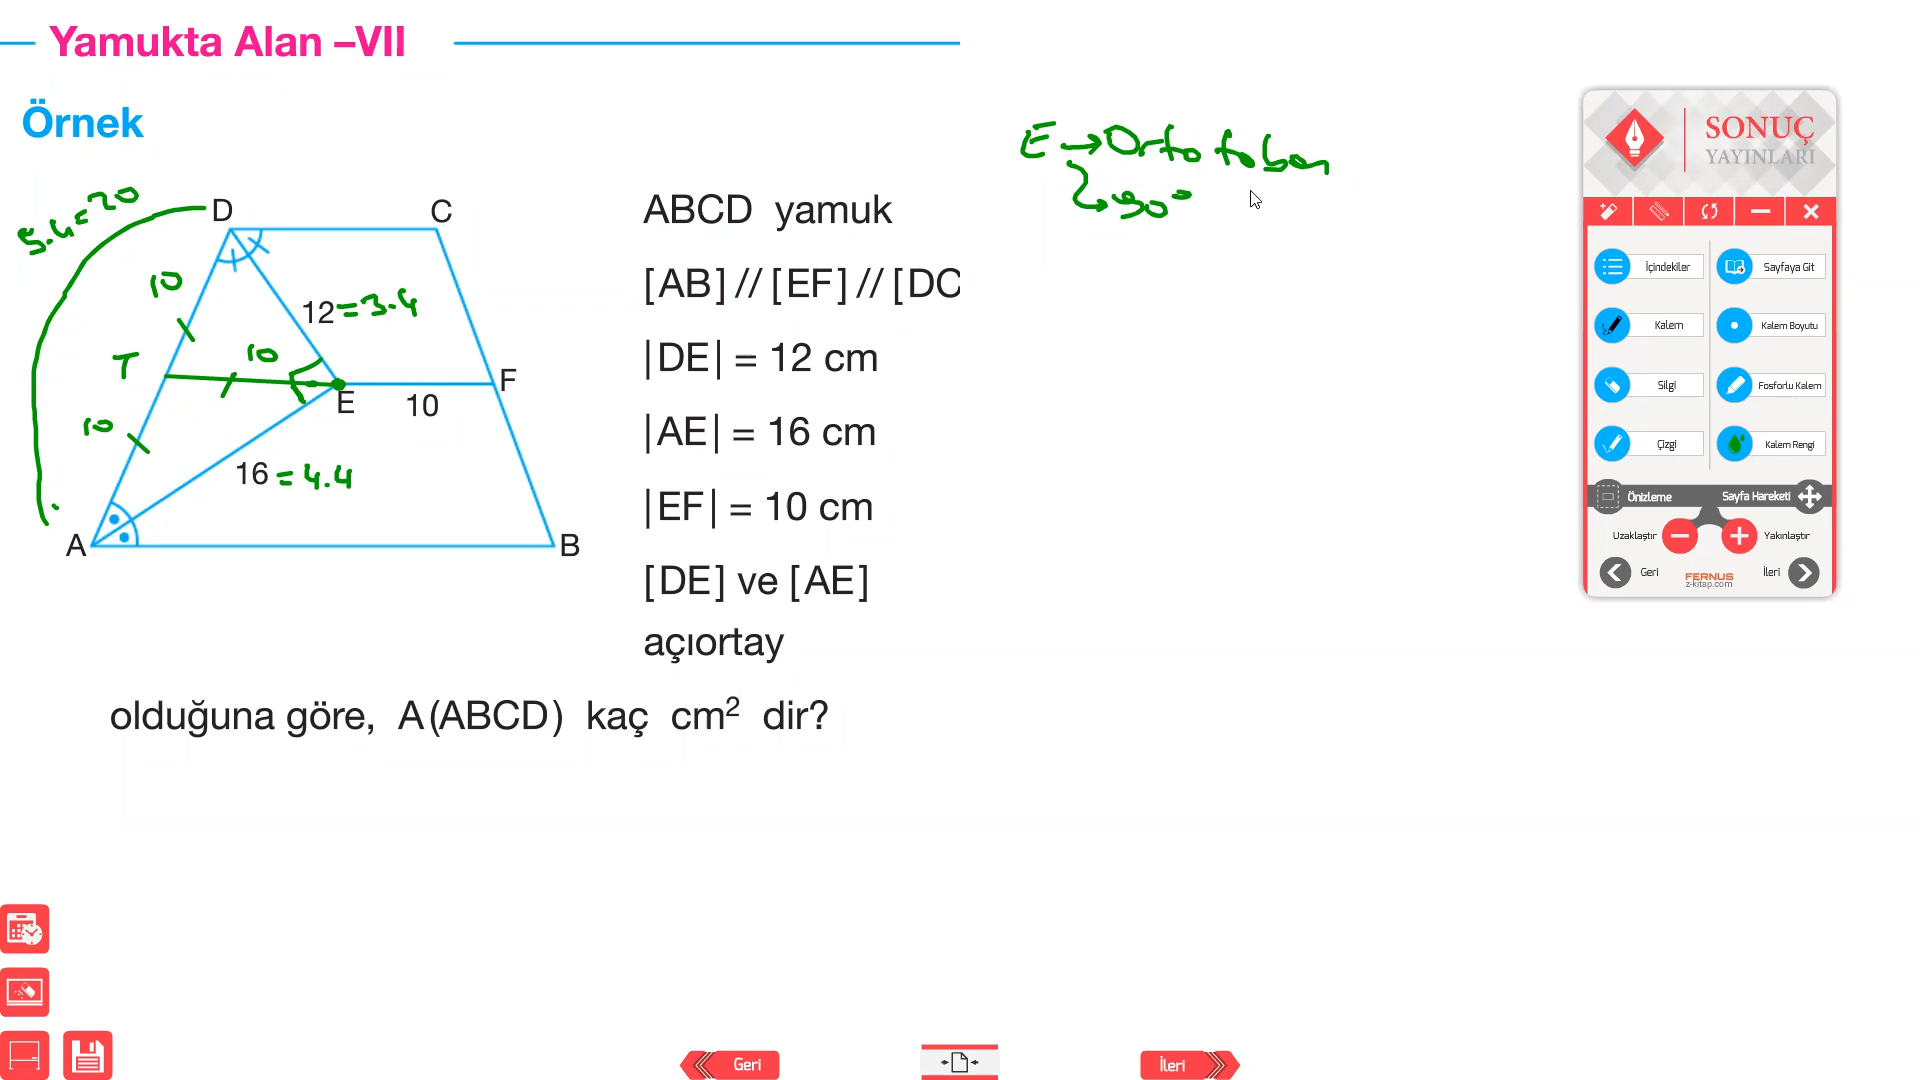 Yamukta Alan –VII
Örnek
E → Orta taban
→ 90°
5.4=20
D
C
10
12 = 3.4
T
10
E
10
F
10
16 = 4.4
A
B
ABCD yamuk
[AB] // [EF] // [DC
|DE| = 12 cm
|AE| = 16 cm
|EF| = 10 cm
[DE] ve [AE]
açıortay
olduğuna göre, A(ABCD) kaç cm² dir?
SONUÇ
YAYINLARI
İçindekiler
Sayfaya Git
Kalem
Kalem Boyutu
Silgi
Fosforlu Kalem
Çizgi
Kalem Rengi
Önizleme
Sayfa Hareketi
Uzaklaştır
Yakınlaştır
Geri
FERNUS
z-kitap.com
İleri
Geri
İleri